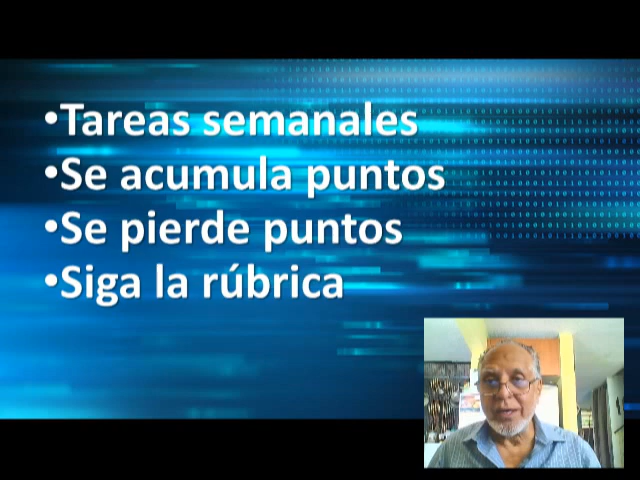 •Tareas semanales
•Se acumula puntos
•Se pierde puntos
•Siga la rúbrica